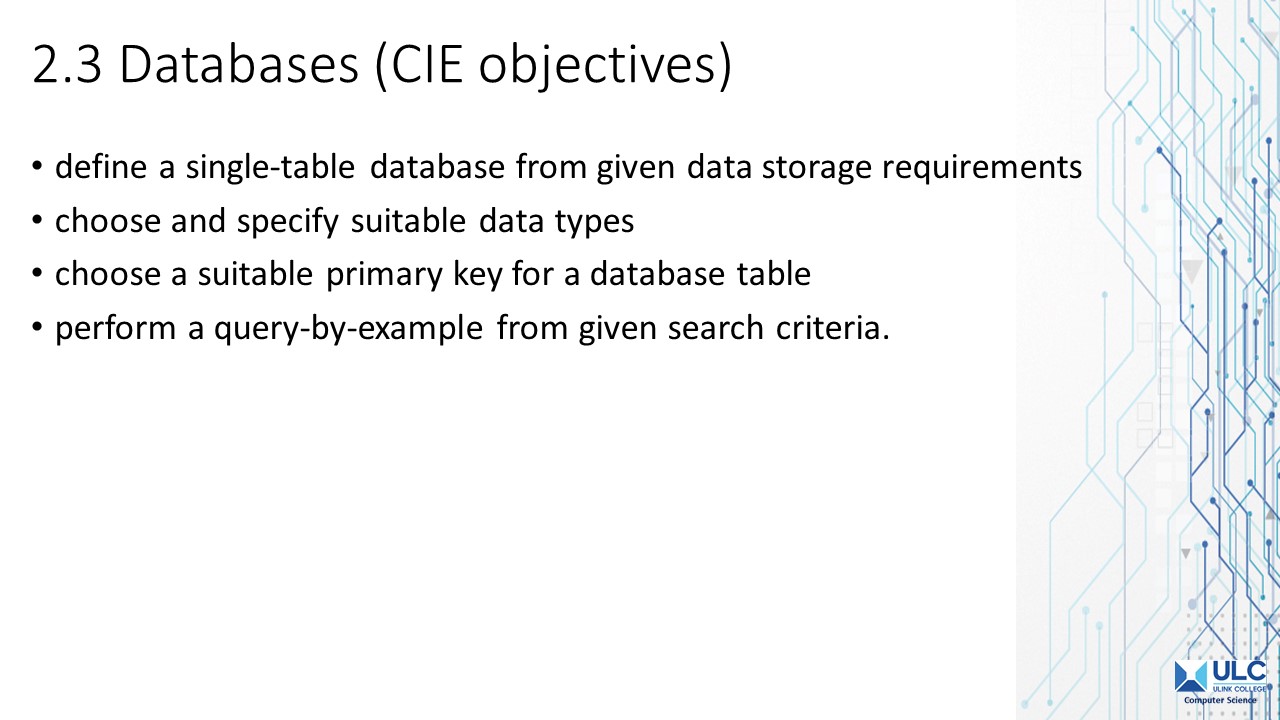 2.3 Databases (CIE objectives)
• define a single-table database from given data storage requirements
• choose and specify suitable data types
• choose a suitable primary key for a database table
• perform a query-by-example from given search criteria.
ULC
ULINK COLLEGE
Computer Science